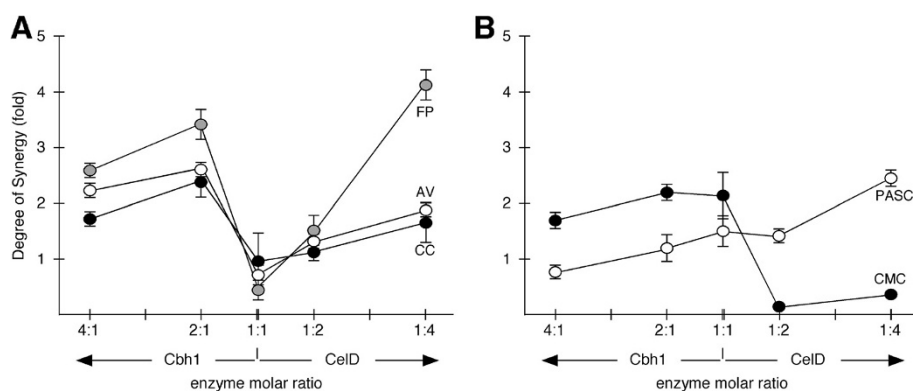 A
5
4
3
2
1
Degree of Synergy (fold)
FP
AV
CC
4:1 2:1 1:1 1:2 1:4
Cbh1 CelD
enzyme molar ratio
B
5
4
3
2
1
PASC
CMC
4:1 2:1 1:1 1:2 1:4
Cbh1 CelD
enzyme molar ratio